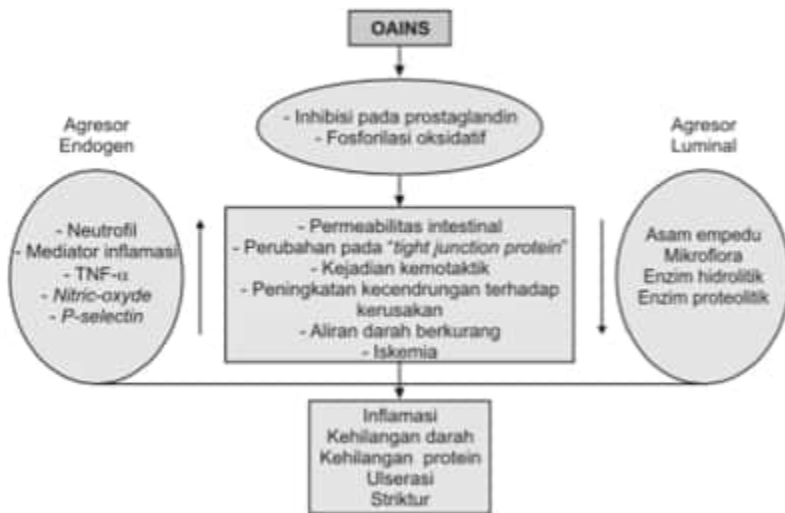 OAINS
- Inhibisi pada prostaglandin
- Fosforilasi oksidatif
Agresor
Endogen
- Neutrofil
- Mediator inflamasi
- TNF-α
- Nitric-oxyde
- P-selectin
- Permeabilitas intestinal
- Perubahan pada “tight junction protein”
- Kejadian kemotaktik
- Peningkatan kecendrungan terhadap
kerusakan
- Aliran darah berkurang
- Iskemia
Agresor
Luminal
Asam empedu
Mikroflora
Enzim hidrolitik
Enzim proteolitik
Inflamasi
Kehilangan darah
Kehilangan protein
Ulserasi
Striktur